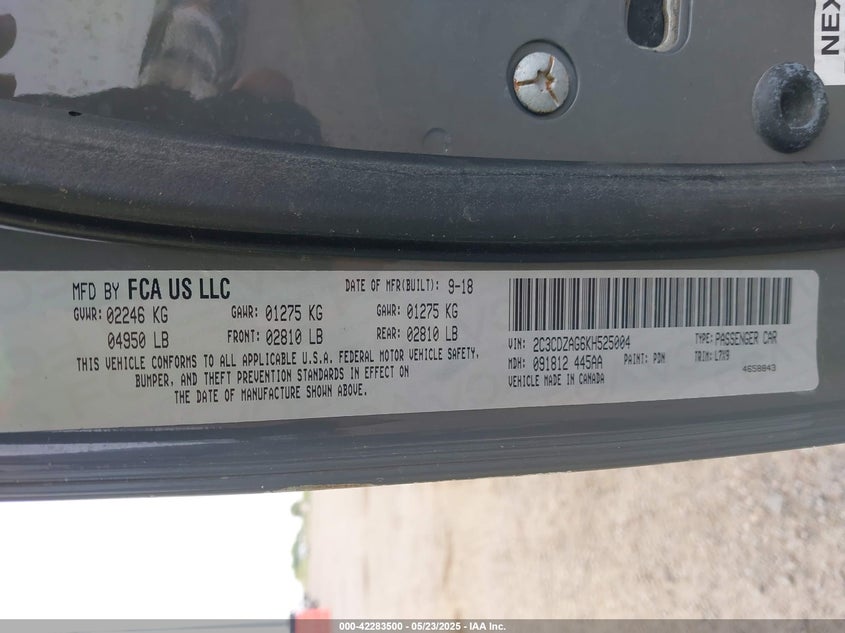 NEX
MFD BY FCA US LLC DATE OF MFR(BUILT): 9-18
GVWR: 02246 KG GAWR: 01275 KG GAWR: 01275 KG
04950 LB FRONT: 02810 LB REAR: 02810 LB
THIS VEHICLE CONFORMS TO ALL APPLICABLE U.S.A. FEDERAL MOTOR VEHICLE SAFETY,
BUMPER, AND THEFT PREVENTION STANDARDS IN EFFECT ON
THE DATE OF MANUFACTURE SHOWN ABOVE.
VIN: 2C3CDZAG6KH525004 TYPE: PASSENGER CAR
MDH: 091812 445AA PAINT: PDN TRIM: L7X9
VEHICLE MADE IN CANADA 4658843
000-42283500 - 05/23/2025 - IAA Inc.